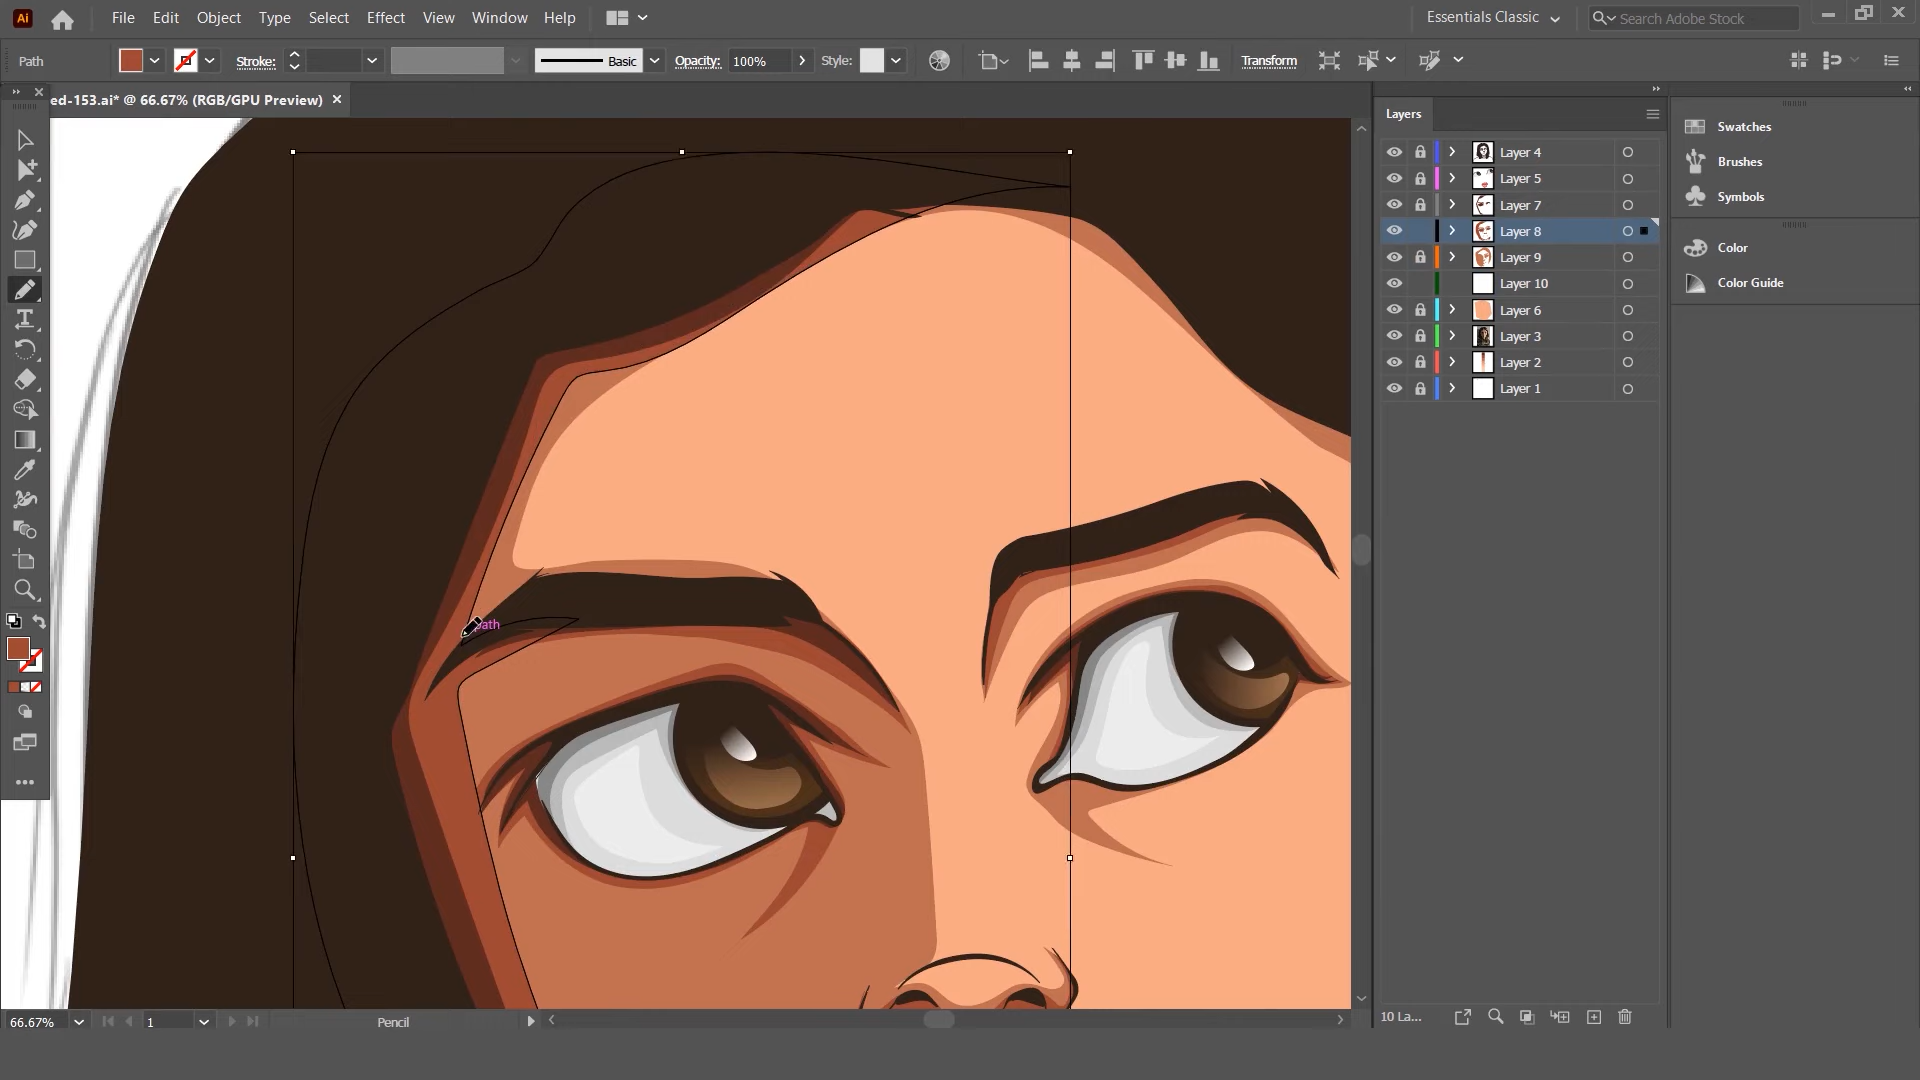 Ai File Edit Object Type Select Effect View Window Help Essentials Classic Search Adobe Stock
Path Stroke: Basic Opacity: 100% Style: Transform
ed-153.ai* @ 66.67% (RGB/GPU Preview)
Layers
Layer 4
Layer 5
Layer 7
Layer 8
Layer 9
Layer 10
Layer 6
Layer 3
Layer 2
Layer 1
Swatches
Brushes
Symbols
Color
Color Guide
path
66.67% 1 Pencil
10 La...